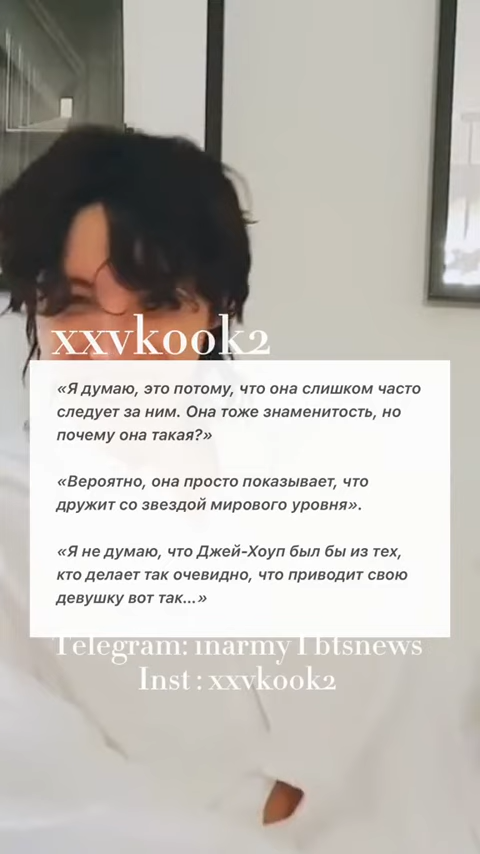 xxvkook2
«Я думаю, это потому, что она слишком часто
следует за ним. Она тоже знаменитость, но
почему она такая?»
«Вероятно, она просто показывает, что
дружит со звездой мирового уровня».
«Я не думаю, что Джей-Хоуп был бы из тех,
кто делает так очевидно, что приводит свою
девушку вот так...»
Telegram: inarmy1btsnews
Inst : xxvkook2